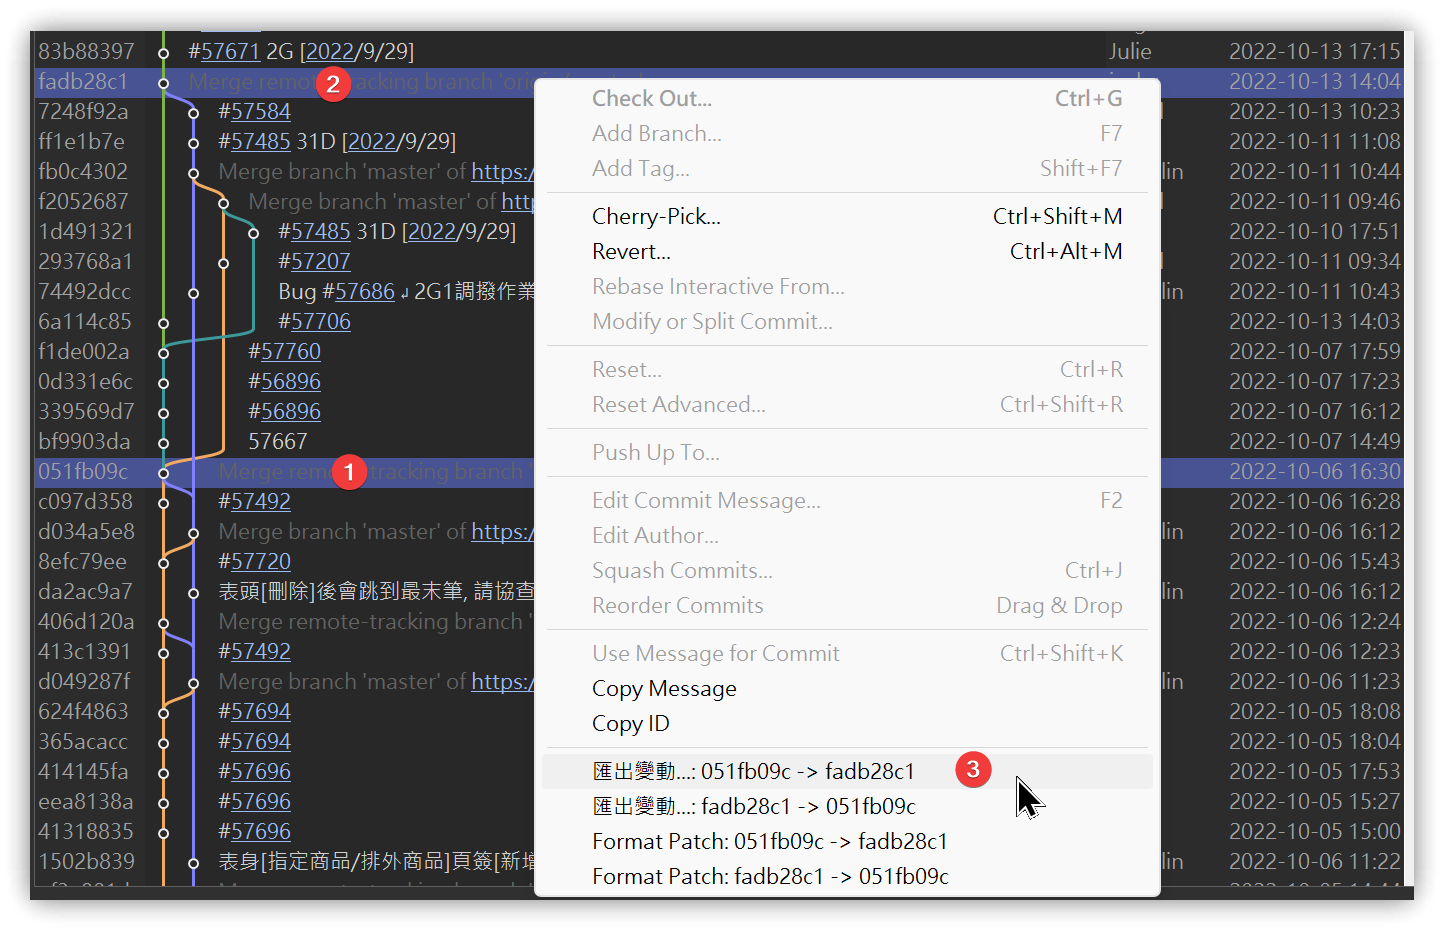 83b88397 #57671 2G [2022/9/29] Julie 2022-10-13 17:15
fadb28c1 Merge remo 2 acking branch 2022-10-13 14:04
7248f92a #57584 2022-10-13 10:23
ff1e1b7e #57485 31D [2022/9/29] 2022-10-11 11:08
fb0c4302 Merge branch 'master' of https:/ lin 2022-10-11 10:44
f2052687 Merge branch 'master' of http 2022-10-11 09:46
1d491321 #57485 31D [2022/9/29] 2022-10-10 17:51
293768a1 #57207 2022-10-11 09:34
74492dcc Bug #57686 ↲ 2G1調撥作業 lin 2022-10-11 10:43
6a114c85 #57706 2022-10-13 14:03
f1de002a #57760 2022-10-07 17:59
0d331e6c #56896 2022-10-07 17:23
339569d7 #56896 2022-10-07 16:12
bf9903da 57667 2022-10-07 14:49
051fb09c Merge rem 1 tracking branch ' 2022-10-06 16:30
c097d358 #57492 2022-10-06 16:28
d034a5e8 Merge branch 'master' of https:/ lin 2022-10-06 16:12
8efc79ee #57720 2022-10-06 15:43
da2ac9a7 表頭[刪除]後會跳到最末筆, 請協查 lin 2022-10-06 16:12
406d120a Merge remote-tracking branch ' 2022-10-06 12:24
413c1391 #57492 2022-10-06 12:23
d049287f Merge branch 'master' of https:/ lin 2022-10-06 11:23
624f4863 #57694 2022-10-05 18:08
365acacc #57694 2022-10-05 18:04
414145fa #57696 2022-10-05 17:53
eea8138a #57696 2022-10-05 15:27
41318835 #57696 2022-10-05 15:00
1502b839 表身[指定商品/排外商品]頁簽[新增 lin 2022-10-06 11:22
Check Out... Ctrl+G
Add Branch... F7
Add Tag... Shift+F7
Cherry-Pick... Ctrl+Shift+M
Revert... Ctrl+Alt+M
Rebase Interactive From...
Modify or Split Commit...
Reset... Ctrl+R
Reset Advanced... Ctrl+Shift+R
Push Up To...
Edit Commit Message... F2
Edit Author...
Squash Commits... Ctrl+J
Reorder Commits Drag & Drop
Use Message for Commit Ctrl+Shift+K
Copy Message
Copy ID
匯出變動...: 051fb09c -> fadb28c1 3
匯出變動...: fadb28c1 -> 051fb09c
Format Patch: 051fb09c -> fadb28c1
Format Patch: fadb28c1 -> 051fb09c